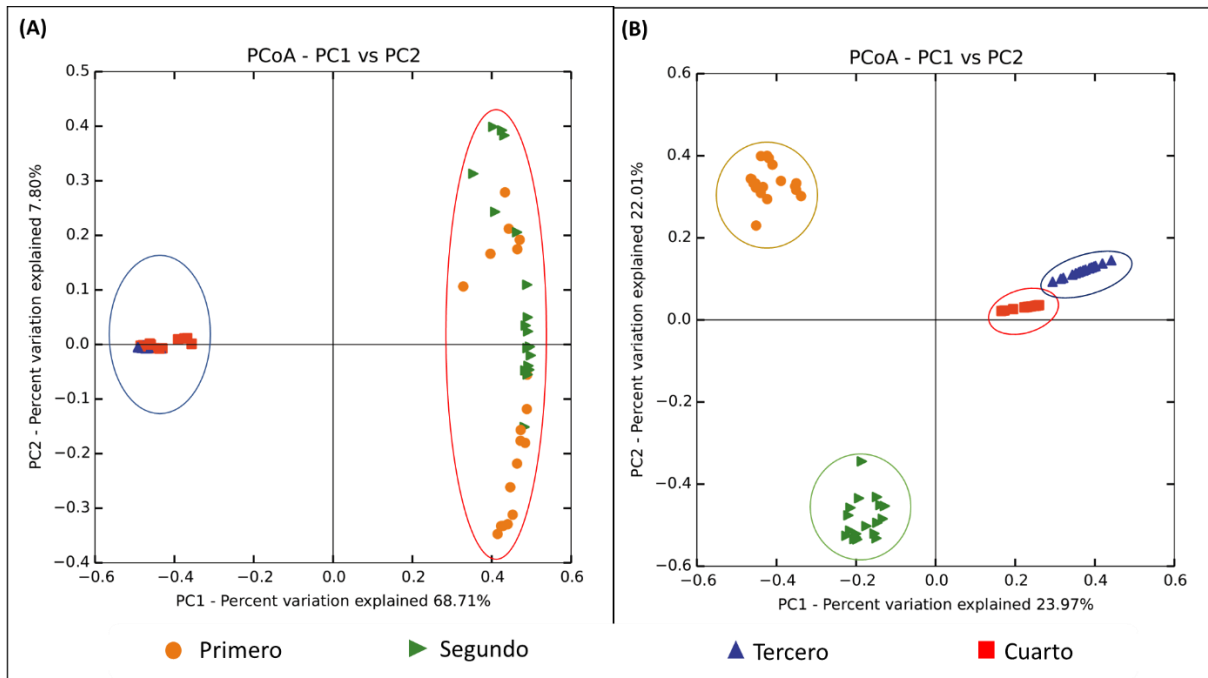 (A)
PCoA - PC1 vs PC2
0.5
0.4
0.3
0.2
0.1
0.0
−0.1
−0.2
−0.3
−0.4
−0.6
−0.4
−0.2
0.0
0.2
0.4
0.6
PC2 - Percent variation explained 7.80%
PC1 - Percent variation explained 68.71%
(B)
PCoA - PC1 vs PC2
0.6
0.4
0.2
0.0
−0.2
−0.4
−0.6
−0.6
−0.4
−0.2
0.0
0.2
0.4
0.6
PC2 - Percent variation explained 22.01%
PC1 - Percent variation explained 23.97%
Primero
Segundo
Tercero
Cuarto